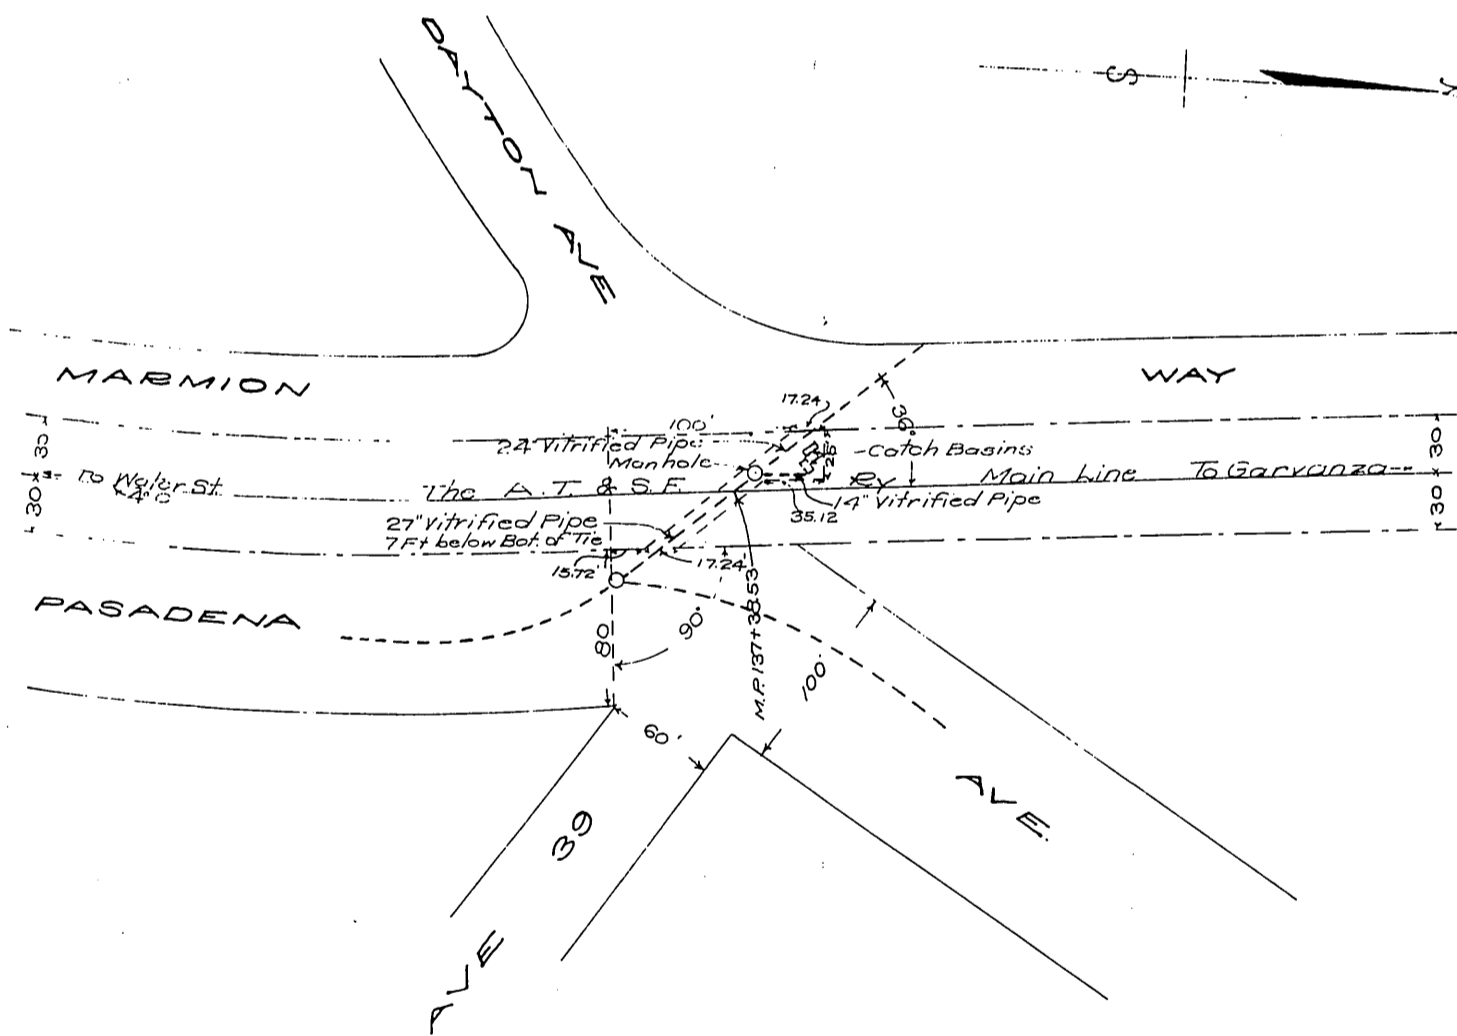 DAYTON AVE
S
MARMION
WAY
17.24
36°
100'
24 Vitrified Pipe
Manhole
25
-Catch Basins
30
30
30
30
To Water St.
The A.T. & S.F.
Ry
Main Line
To Garvanza
14" Vitrified Pipe
35.12
27" Vitrified Pipe
7 Ft below Bot. of Tie
15.72'
17.24
PASADENA
80
90°
M.P. 137+38.53
100'
60'
AVE 39
AVE.